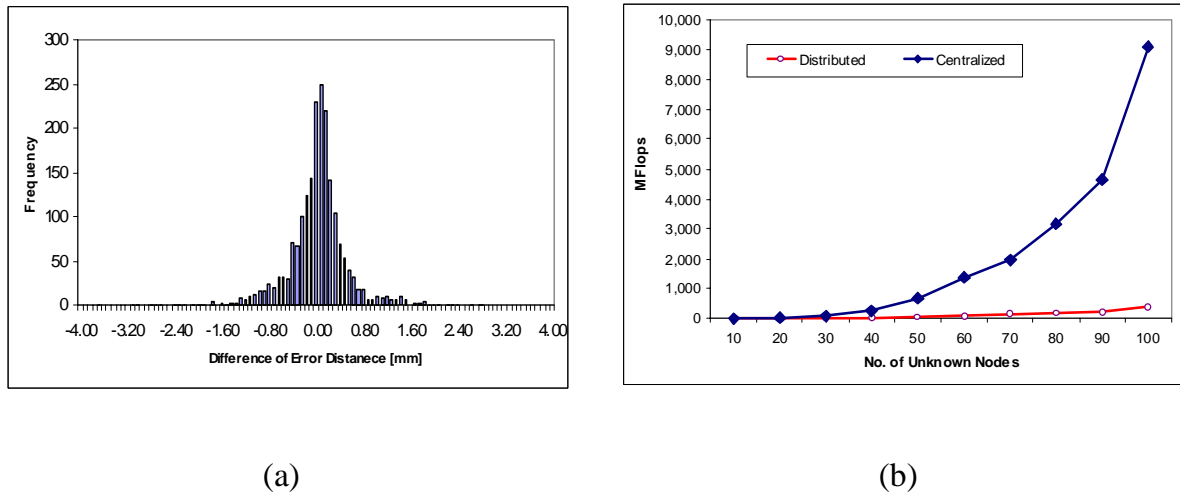 300
250
200
150
100
50
0
Frequency
-4.00 -3.20 -2.40 -1.60 -0.80 0.00 0.80 1.60 2.40 3.20 4.00
Difference of Error Distanece [mm]
(a)
10,000
9,000
8,000
7,000
6,000
5,000
4,000
3,000
2,000
1,000
0
MFlops
Distributed Centralized
10 20 30 40 50 60 70 80 90 100
No. of Unknown Nodes
(b)